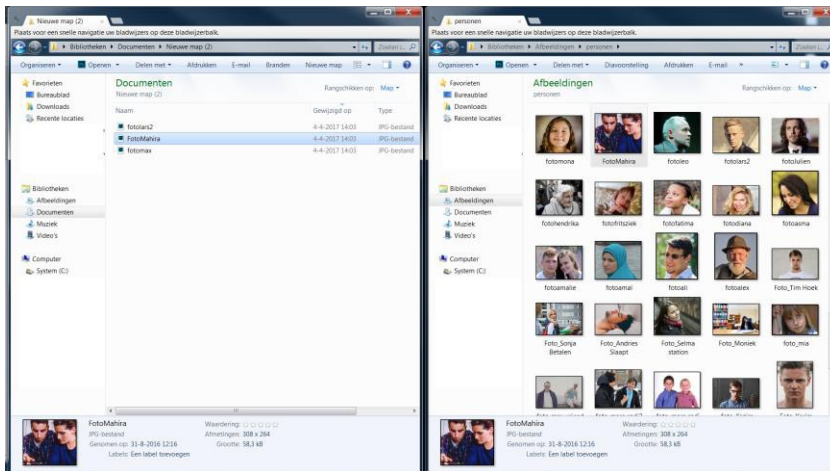 Nieuwe map (2)
Plaats voor een snelle navigatie uw bladwijzers op deze bladwijzerbalk.
Bibliotheken ▸ Documenten ▸ Nieuwe map (2)
Organiseren Openen Delen met Afdrukken E-mail Branden Nieuwe map
Favorieten
Bureaublad
Downloads
Recente locaties
Bibliotheken
Afbeeldingen
Documenten
Muziek
Video's
Computer
System (C:)
Documenten
Nieuwe map (2)
Rangschikken op: Map
Naam Gewijzigd op Type
fotolars2 4-4-2017 14:03 JPG-bestand
FotoMahira 4-4-2017 14:03 JPG-bestand
fotomax 4-4-2017 14:03 JPG-bestand
FotoMahira
JPG-bestand
Genomen op: 31-8-2016 12:16
Labels: Een label toevoegen
Waardering:
Afmetingen: 308 x 264
Grootte: 58,3 kB
personen
Plaats voor een snelle navigatie uw bladwijzers op deze bladwijzerbalk.
Bibliotheken ▸ Afbeeldingen ▸ personen
Organiseren Openen Delen met Diavoorstelling Afdrukken E-mail »
Favorieten
Bureaublad
Downloads
Recente locaties
Bibliotheken
Afbeeldingen
Documenten
Muziek
Video's
Computer
System (C:)
Afbeeldingen
personen
Rangschikken op: Map
fotomona FotoMahira fotoleo fotolars2 fotoJulien
fotohendrika fotofritsziek fotofatima fotodiana fotoasma
fotoamalie fotoamal fotoali fotoalex Foto_Tim Hoek
Foto_Sonja Betalen Foto_Andries Slaapt Foto_Selma station Foto_Moniek foto_mia
FotoMahira
JPG-bestand
Genomen op: 31-8-2016 12:16
Labels: Een label toevoegen
Waardering:
Afmetingen: 308 x 264
Grootte: 58,3 kB